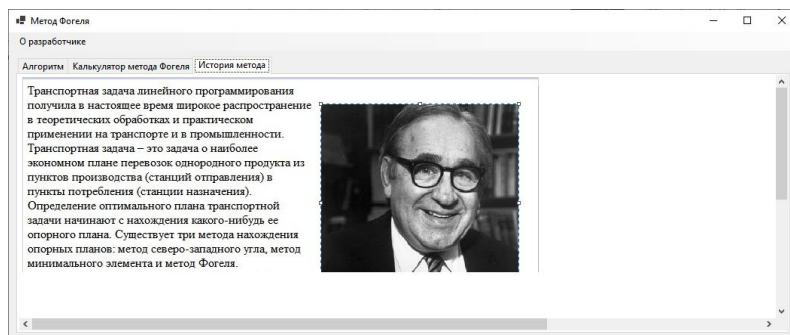 Метод Фогеля
О разработчике
Алгоритм Калькулятор метода Фогеля История метода
Транспортная задача линейного программирования
получила в настоящее время широкое распространение
в теоретических обработках и практическом
применении на транспорте и в промышленности.
Транспортная задача – это задача о наиболее
экономном плане перевозок однородного продукта из
пунктов производства (станций отправления) в
пункты потребления (станции назначения).
Определение оптимального плана транспортной
задачи начинают с нахождения какого-нибудь ее
опорного плана. Существует три метода нахождения
опорных планов: метод северо-западного угла, метод
минимального элемента и метод Фогеля.